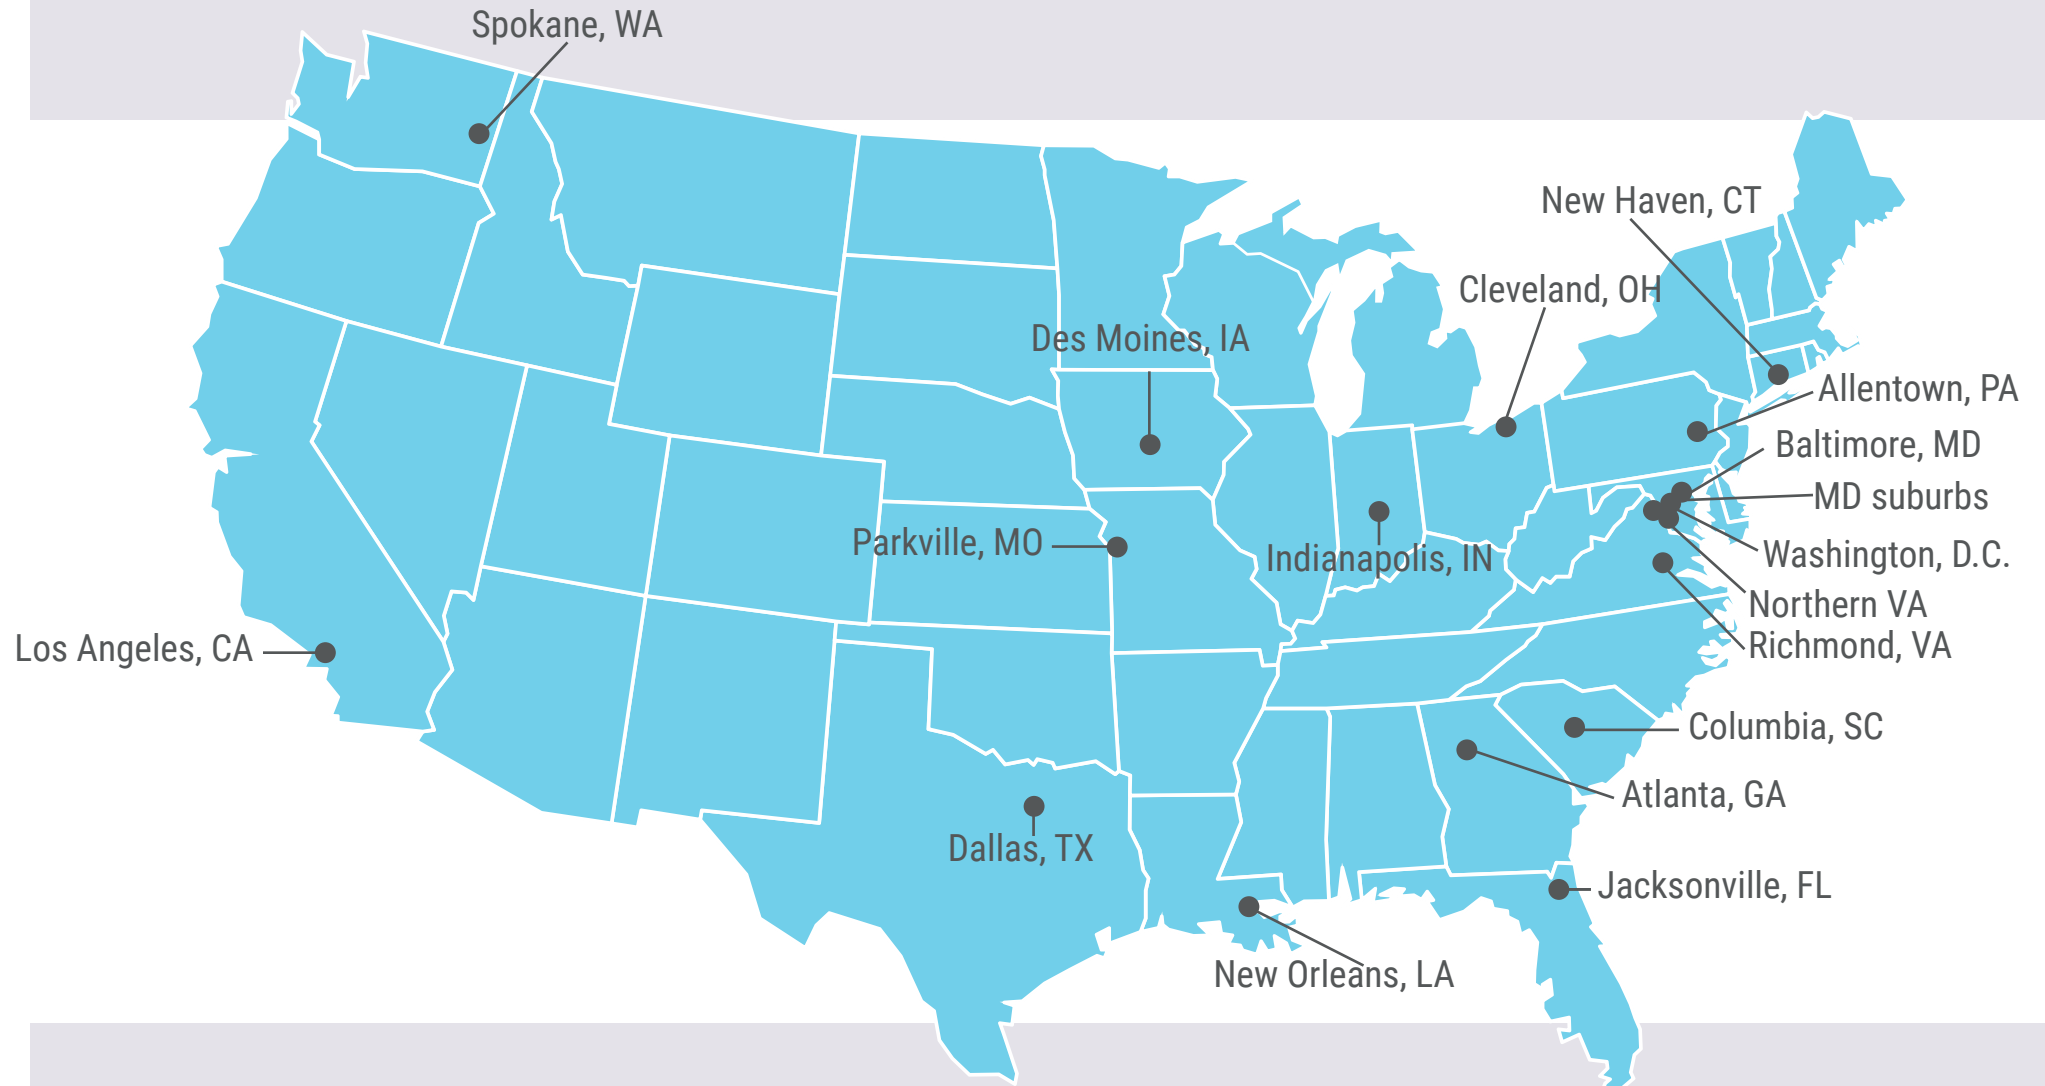 Spokane, WA
New Haven, CT
Cleveland, OH
Des Moines, IA
Allentown, PA
Baltimore, MD
MD suburbs
Parkville, MO
Indianapolis, IN
Washington, D.C.
Northern VA
Richmond, VA
Los Angeles, CA
Columbia, SC
Atlanta, GA
Dallas, TX
Jacksonville, FL
New Orleans, LA